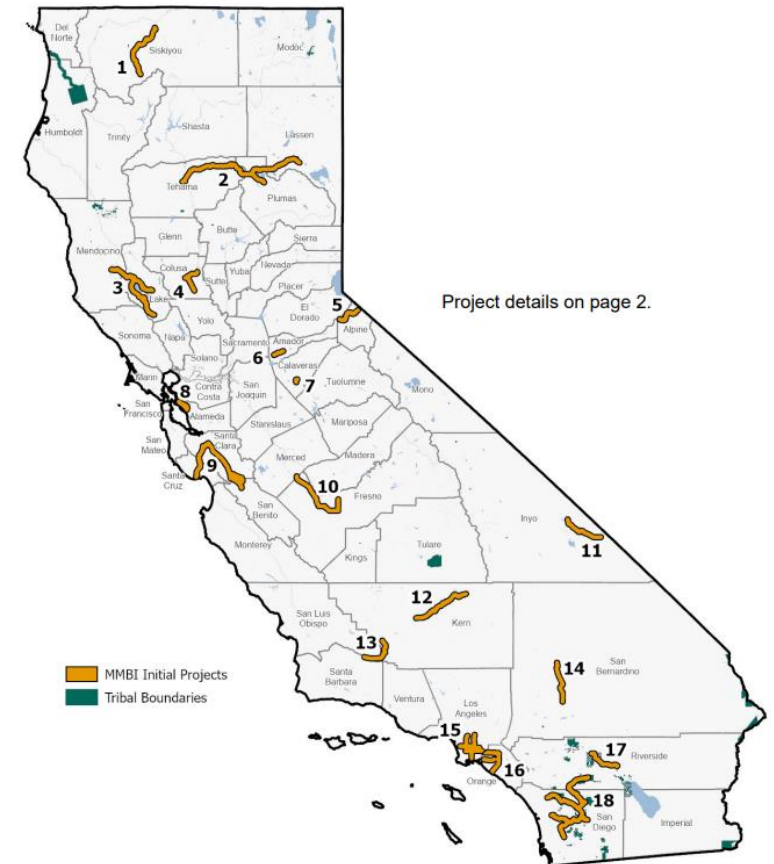 Del
Norte
Siskiyou
Modoc
1
Humboldt
Trinity
Shasta
Lassen
2
Tehama
Plumas
Glenn
Butte
Sierra
Mendocino
Colusa
Yuba
Nevada
3
Lake
4
Sutter
Placer
El
Dorado
5
Alpine
Project details on page 2.
Sonoma
Napa
Yolo
Sacramento
Amador
6
Solano
Calaveras
7
Tuolumne
Mono
Marin
8
Contra
Costa
San
Joaquin
San
Francisco
Alameda
Stanislaus
Mariposa
San
Mateo
Santa
Clara
9
Merced
Madera
Santa
Cruz
10
Fresno
San
Benito
Inyo
11
Monterey
Kings
Tulare
12
Kern
San Luis
Obispo
13
14
San
Bernardino
MMBI Initial Projects
Tribal Boundaries
Santa
Barbara
Ventura
Los
Angeles
15
16
Orange
17
Riverside
18
San
Diego
Imperial